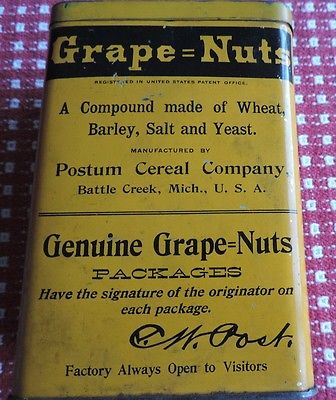 Grape=Nuts
REGISTERED IN UNITED STATES PATENT OFFICE.
A Compound made of Wheat,
Barley, Salt and Yeast.
MANUFACTURED BY
Postum Cereal Company,
Battle Creek, Mich., U. S. A.
Genuine Grape=Nuts
PACKAGES
Have the signature of the originator on
each package.
C. W. Post.
Factory Always Open to Visitors